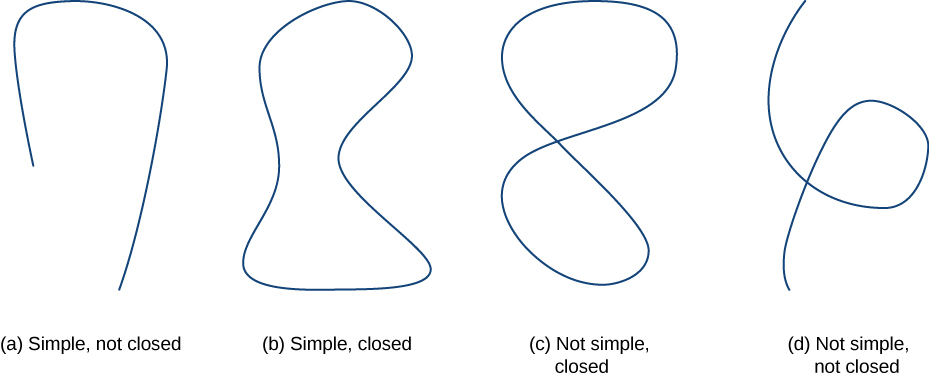 (a) Simple, not closed
(b) Simple, closed
(c) Not simple,
closed
(d) Not simple,
not closed